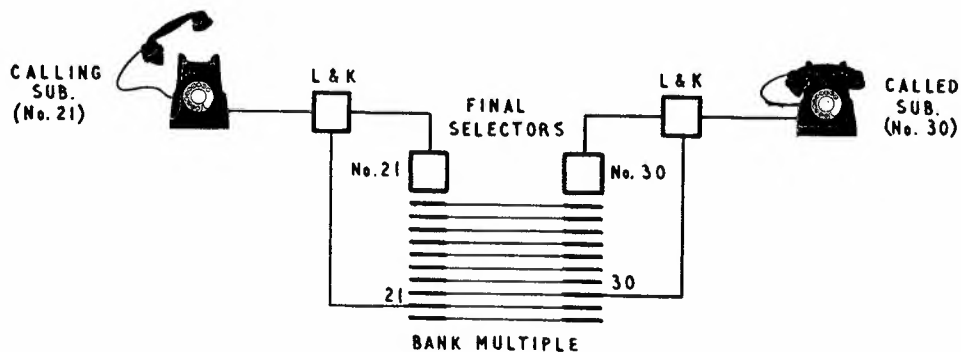 CALLING
SUB.
(No. 21)
L & K
FINAL
SELECTORS
L & K
CALLED
SUB.
(No. 30)
No. 21
No. 30
21
30
BANK MULTIPLE